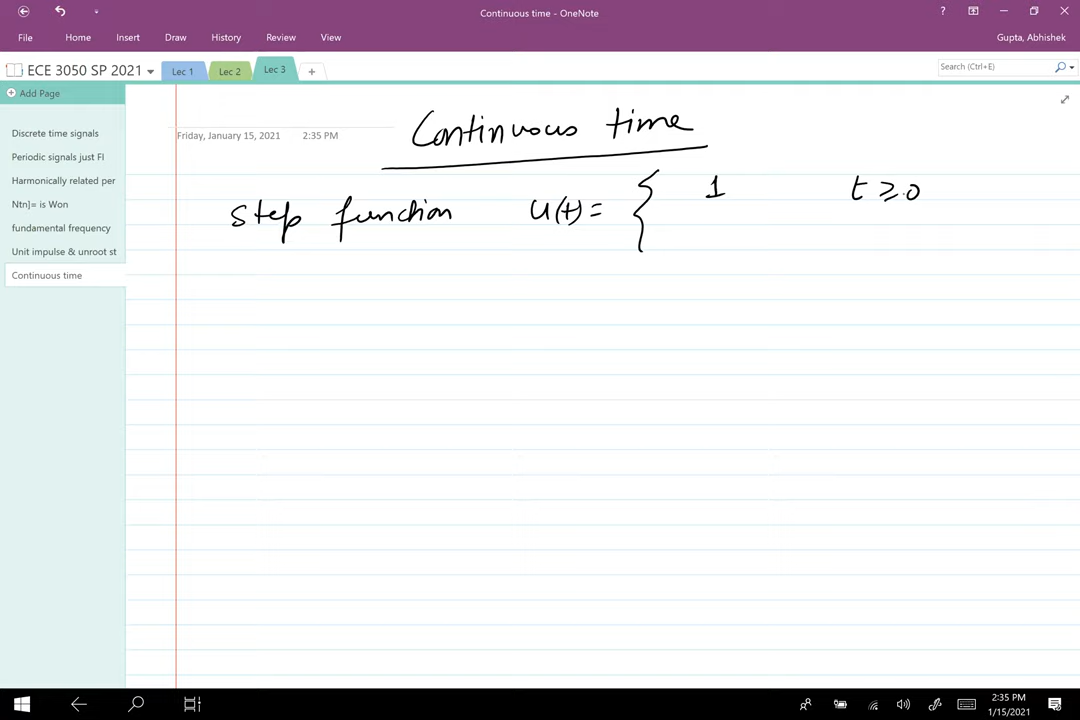 Continuous time - OneNote
?
File Home Insert Draw History Review View
Gupta, Abhishek
ECE 3050 SP 2021
Lec 1 Lec 2 Lec 3 +
Search (Ctrl+E)
Add Page
Discrete time signals
Periodic signals just FI
Harmonically related per
Ntn]= is Won
fundamental frequency
Unit impulse & unroot st
Continuous time
Friday, January 15, 2021 2:35 PM
Continuous time
step function u(t)= { 1 t ≥ 0
2:35 PM
1/15/2021